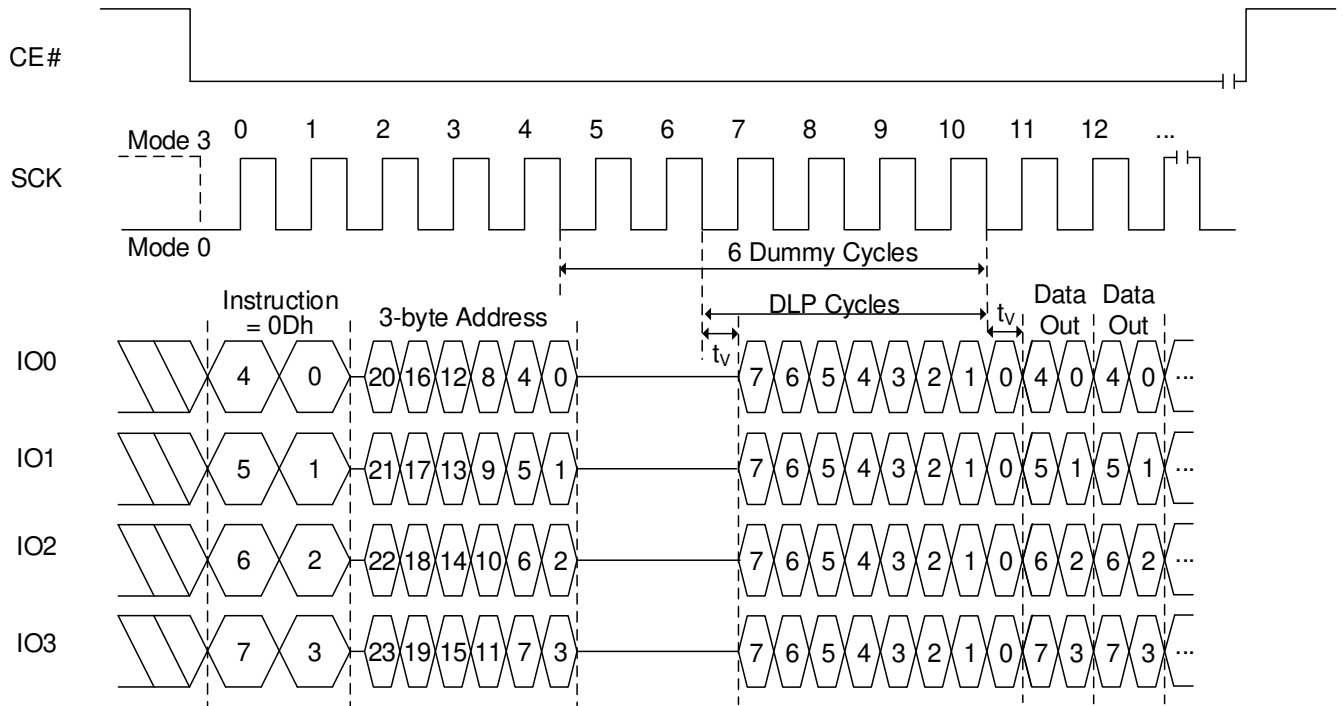 CE#
0 1 2 3 4 5 6 7 8 9 10 11 12 ...
Mode 3
SCK
Mode 0
6 Dummy Cycles
Instruction
= 0Dh
3-byte Address
DLP Cycles
tV
tV
Data
Out
Data
Out
IO0 4 0 20 16 12 8 4 0 7 6 5 4 3 2 1 0 4 0 4 0 ...
IO1 5 1 21 17 13 9 5 1 7 6 5 4 3 2 1 0 5 1 5 1 ...
IO2 6 2 22 18 14 10 6 2 7 6 5 4 3 2 1 0 6 2 6 2 ...
IO3 7 3 23 19 15 11 7 3 7 6 5 4 3 2 1 0 7 3 7 3 ...